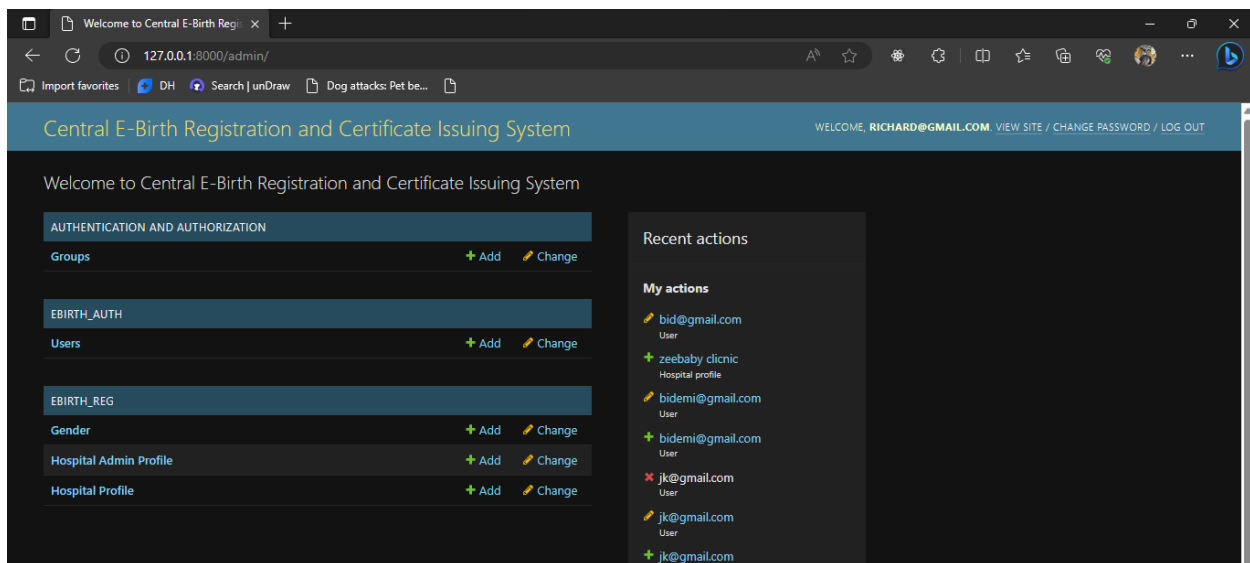 Welcome to Central E-Birth Regis
127.0.0.1:8000/admin/
Import favorites DH Search | unDraw Dog attacks: Pet be...
Central E-Birth Registration and Certificate Issuing System
WELCOME, RICHARD@GMAIL.COM. VIEW SITE / CHANGE PASSWORD / LOG OUT
Welcome to Central E-Birth Registration and Certificate Issuing System
AUTHENTICATION AND AUTHORIZATION
Groups + Add Change
EBIRTH_AUTH
Users + Add Change
EBIRTH_REG
Gender + Add Change
Hospital Admin Profile + Add Change
Hospital Profile + Add Change
Recent actions
My actions
bid@gmail.com
User
zeebaby clicnic
Hospital profile
bidemi@gmail.com
User
bidemi@gmail.com
User
jk@gmail.com
User
jk@gmail.com
User
jk@gmail.com